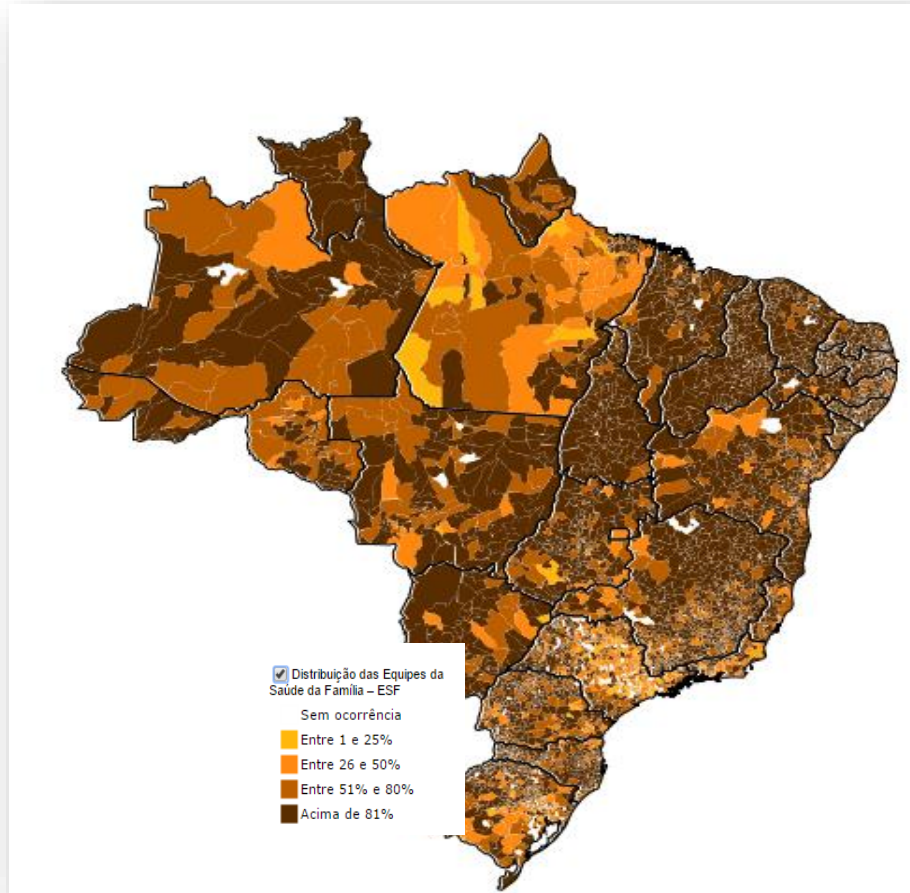 Distribuição das Equipes da
Saúde da Família – ESF
Sem ocorrência
Entre 1 e 25%
Entre 26 e 50%
Entre 51% e 80%
Acima de 81%